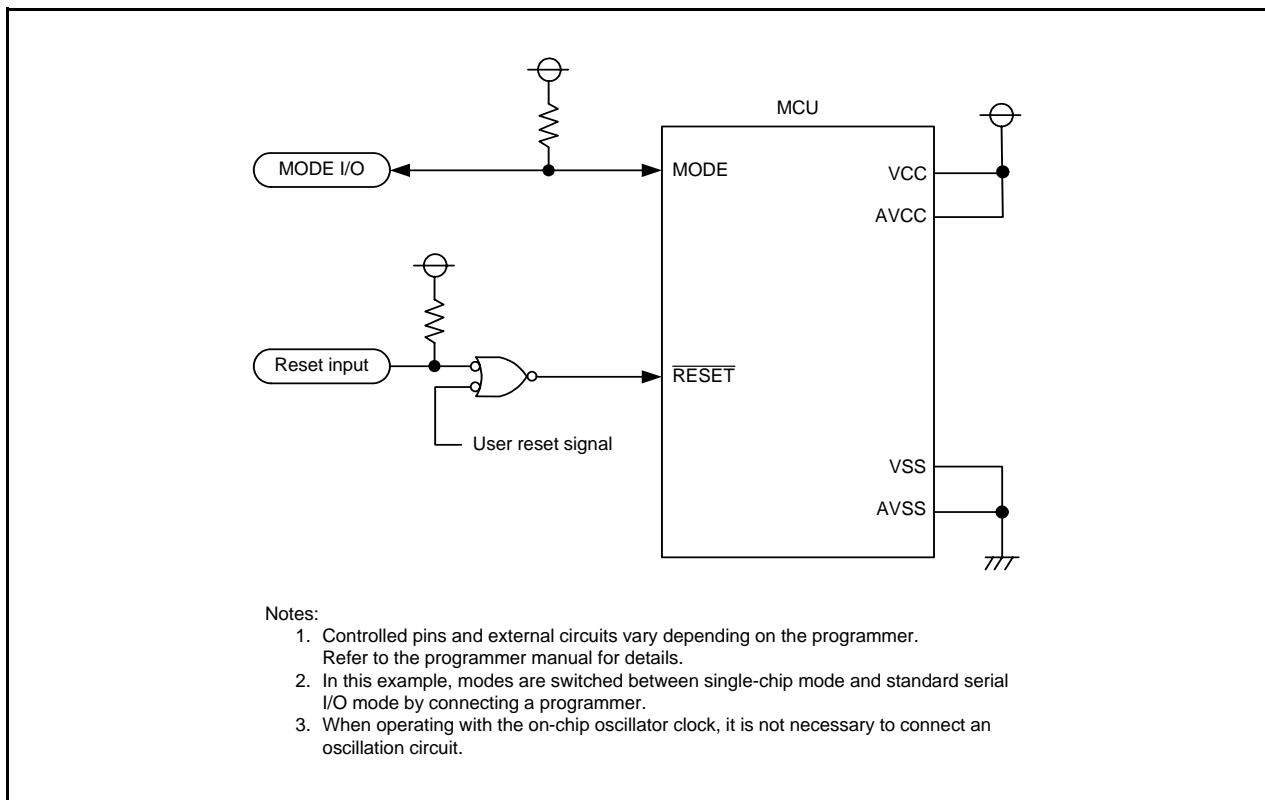 MCU
MODE I/O
MODE
VCC
AVCC
Reset input
RESET
User reset signal
VSS
AVSS
Notes:
1. Controlled pins and external circuits vary depending on the programmer.
Refer to the programmer manual for details.
2. In this example, modes are switched between single-chip mode and standard serial
I/O mode by connecting a programmer.
3. When operating with the on-chip oscillator clock, it is not necessary to connect an
oscillation circuit.